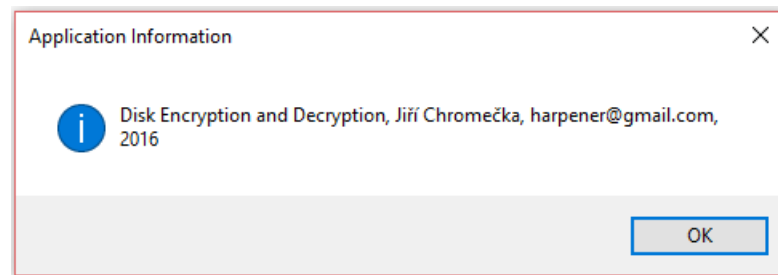 Application Information
Disk Encryption and Decryption, Jiří Chromečka, harpener@gmail.com,
2016
OK